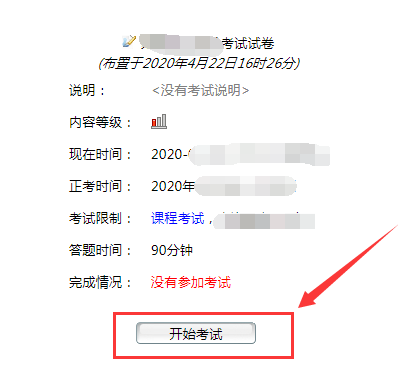 考试试卷
(布置于2020年4月22日16时26分)
说明： <没有考试说明>
内容等级：
现在时间： 2020-
正考时间： 2020年
考试限制： 课程考试，
答题时间： 90分钟
完成情况： 没有参加考试
开始考试